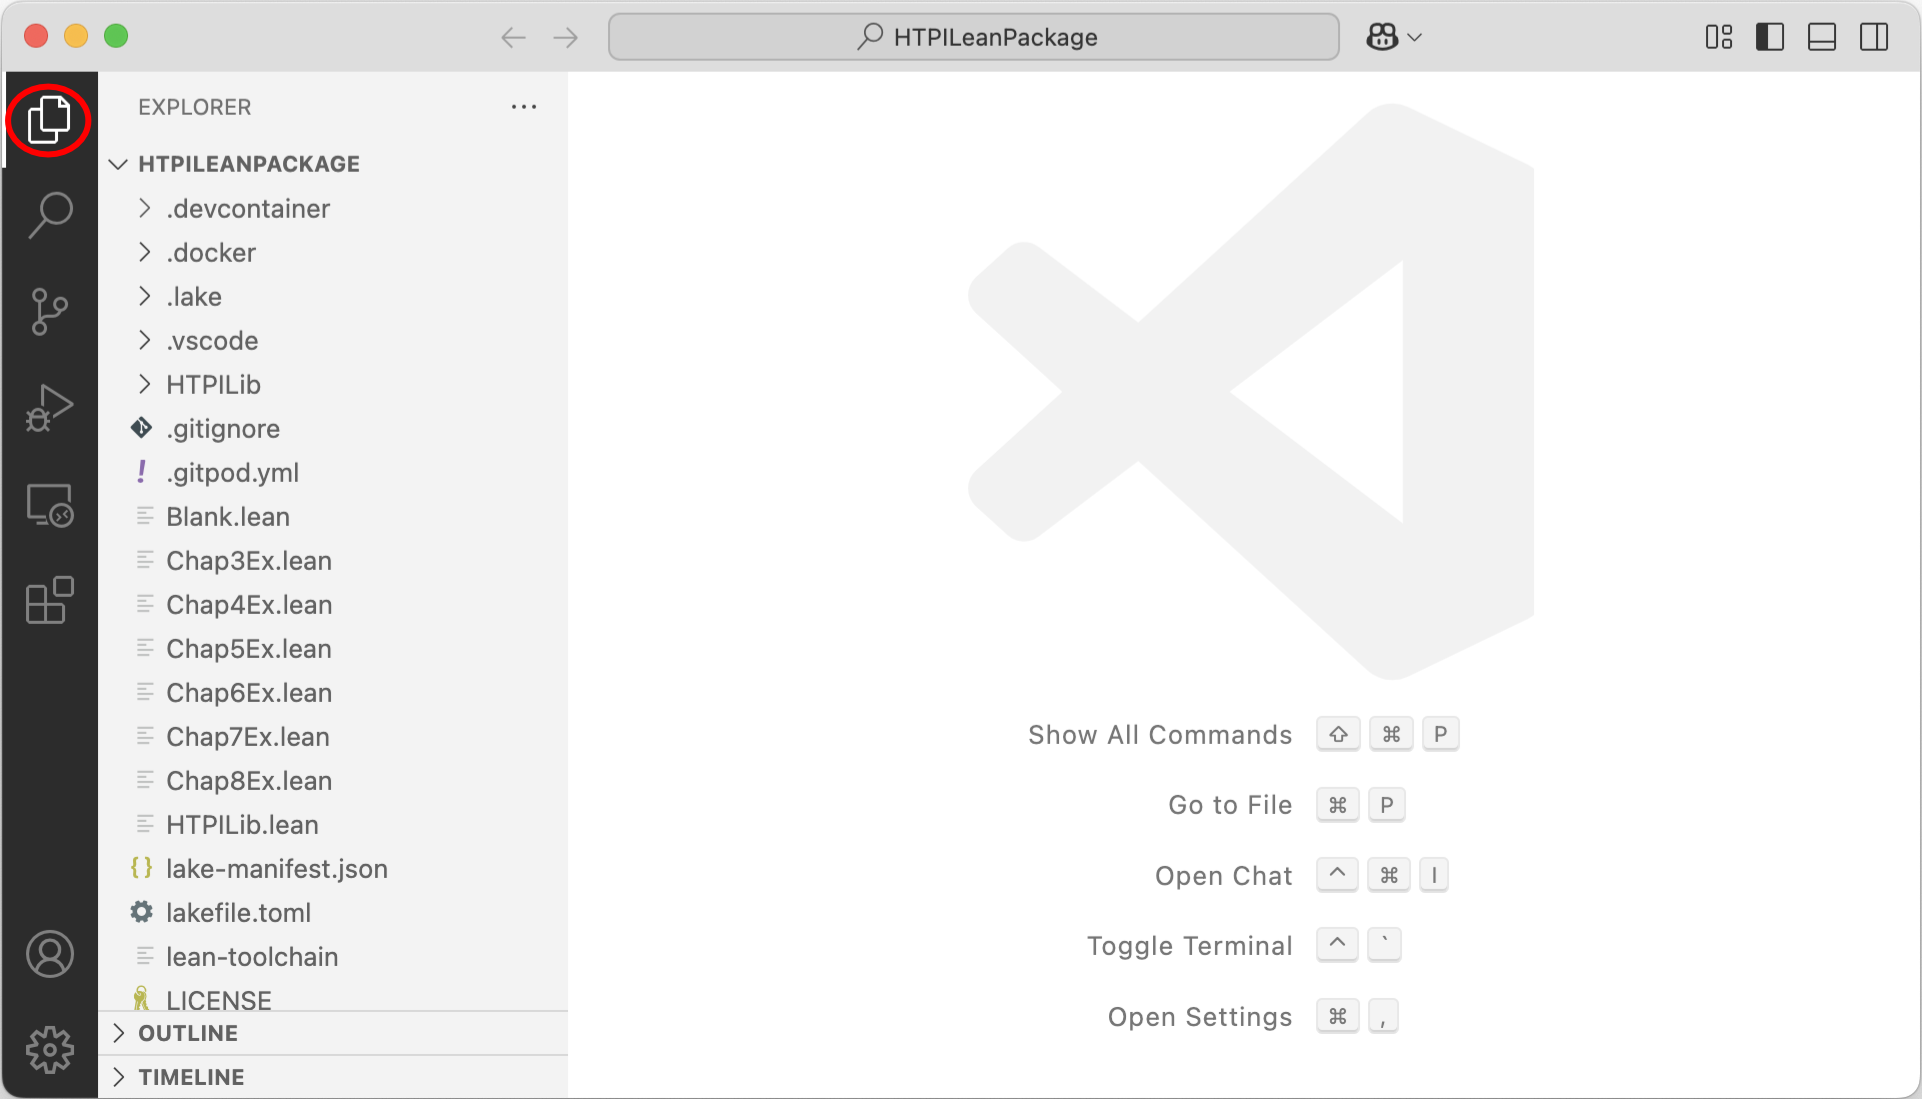 HTPILeanPackage
EXPLORER
HTPILEANPACKAGE
.devcontainer
.docker
.lake
.vscode
HTPILib
.gitignore
.gitpod.yml
Blank.lean
Chap3Ex.lean
Chap4Ex.lean
Chap5Ex.lean
Chap6Ex.lean
Chap7Ex.lean
Chap8Ex.lean
HTPILib.lean
lake-manifest.json
lakefile.toml
lean-toolchain
LICENSE
OUTLINE
TIMELINE
Show All Commands ⇧ ⌘ P
Go to File ⌘ P
Open Chat ^ ⌘ I
Toggle Terminal ^ `
Open Settings ⌘ ,